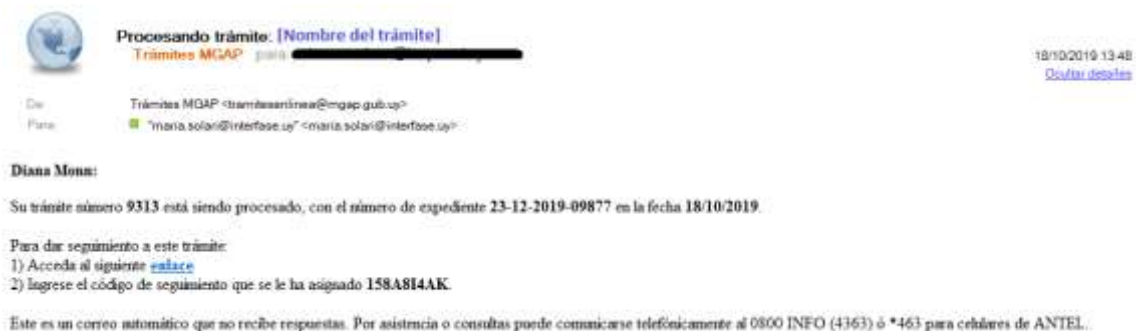 Procesando trámite: [Nombre del trámite]
Trámites MGAP para
18/10/2019 13:48
Ocultar detalles
De: Trámites MGAP <tramitesenlinea@mgap.gub.uy>
Para: "maria.solari@interfase.uy" <maria.solari@interfase.uy>
Diana Monn:
Su trámite número 9313 está siendo procesado, con el número de expediente 23-12-2019-09877 en la fecha 18/10/2019.
Para dar seguimiento a este trámite:
1) Acceda al siguiente enlace
2) Ingrese el código de seguimiento que se le ha asignado 158A8I4AK.
Este es un correo automático que no recibe respuestas. Por asistencia o consultas puede comunicarse telefónicamente al 0800 INFO (4363) ó *463 para celulares de ANTEL.